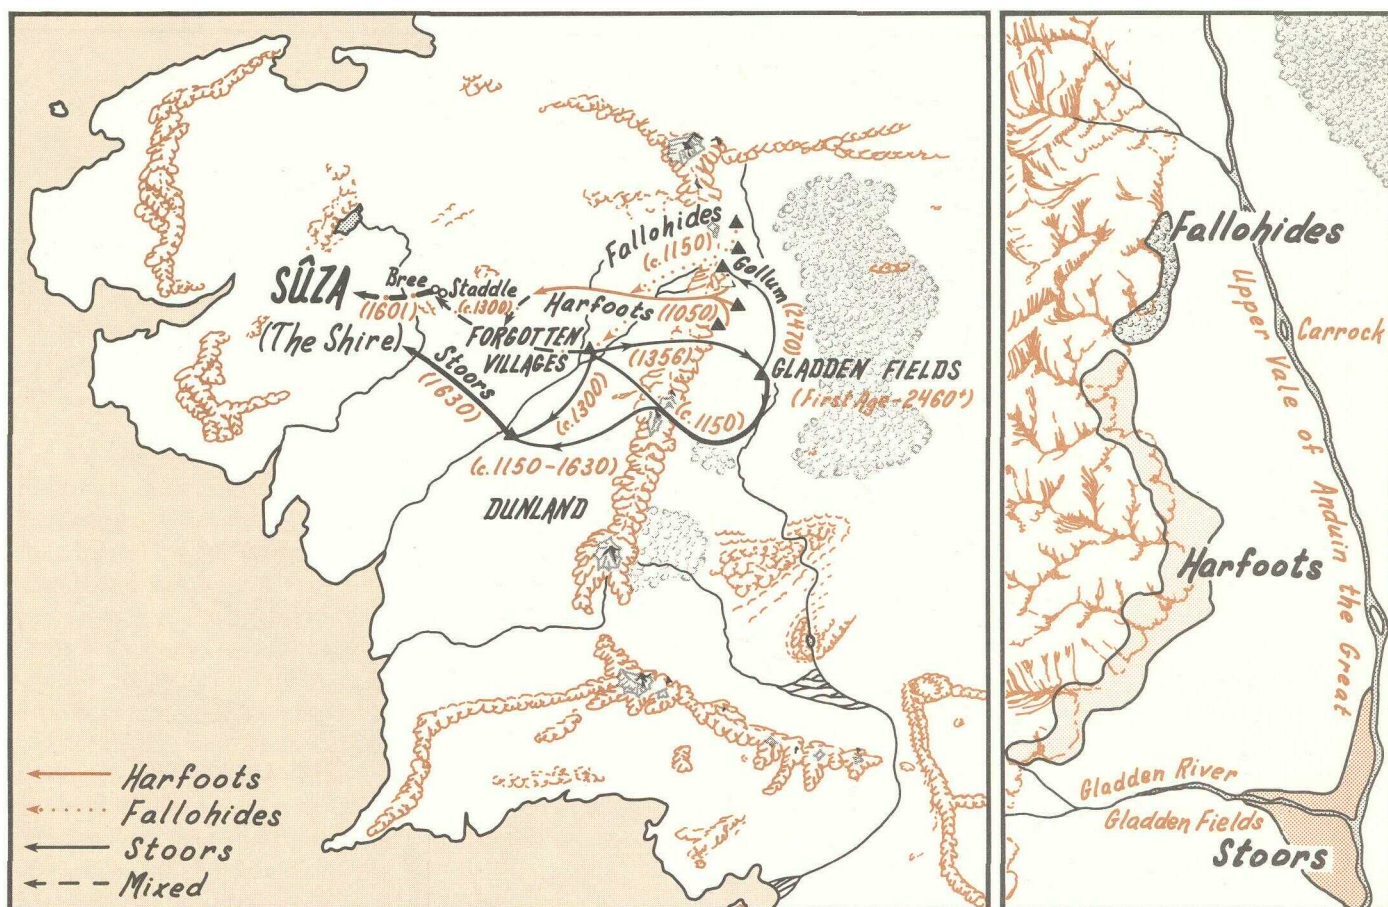 Fallohides
(c.1150)
Gollum
(2470)
SÛZA
(The Shire)
Bree
Staddle
(c.1300)
(1601)
Harfoots
(1050)
FORGOTTEN
VILLAGES
Stoors
(1630)
(1356)
(c.1300)
(c.1150)
GLADDEN FIELDS
(First Age-2460+)
(c.1150-1630)
DUNLAND
Harfoots
Fallohides
Stoors
Mixed
Fallohides
Upper Vale of Anduin the Great
Carrock
Harfoots
Gladden River
Gladden Fields
Stoors